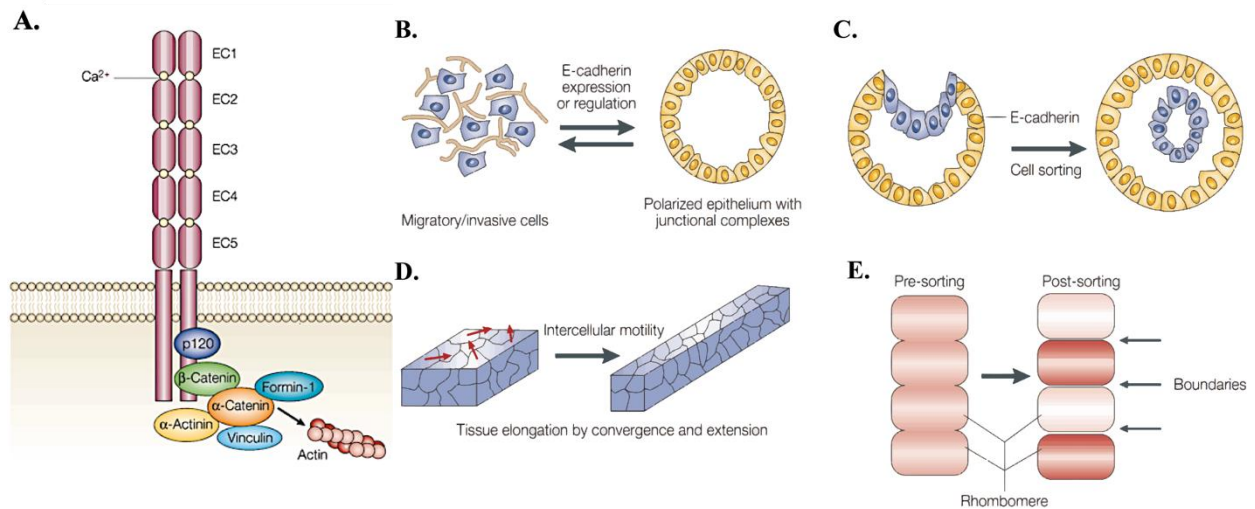 A.
EC1
Ca²⁺
EC2
EC3
EC4
EC5
p120
β-Catenin
Formin-1
α-Catenin
α-Actinin
Vinculin
Actin
B.
E-cadherin
expression
or regulation
Migratory/invasive cells
Polarized epithelium with
junctional complexes
C.
E-cadherin
Cell sorting
D.
Intercellular motility
Tissue elongation by convergence and extension
E.
Pre-sorting
Post-sorting
Boundaries
Rhombomere